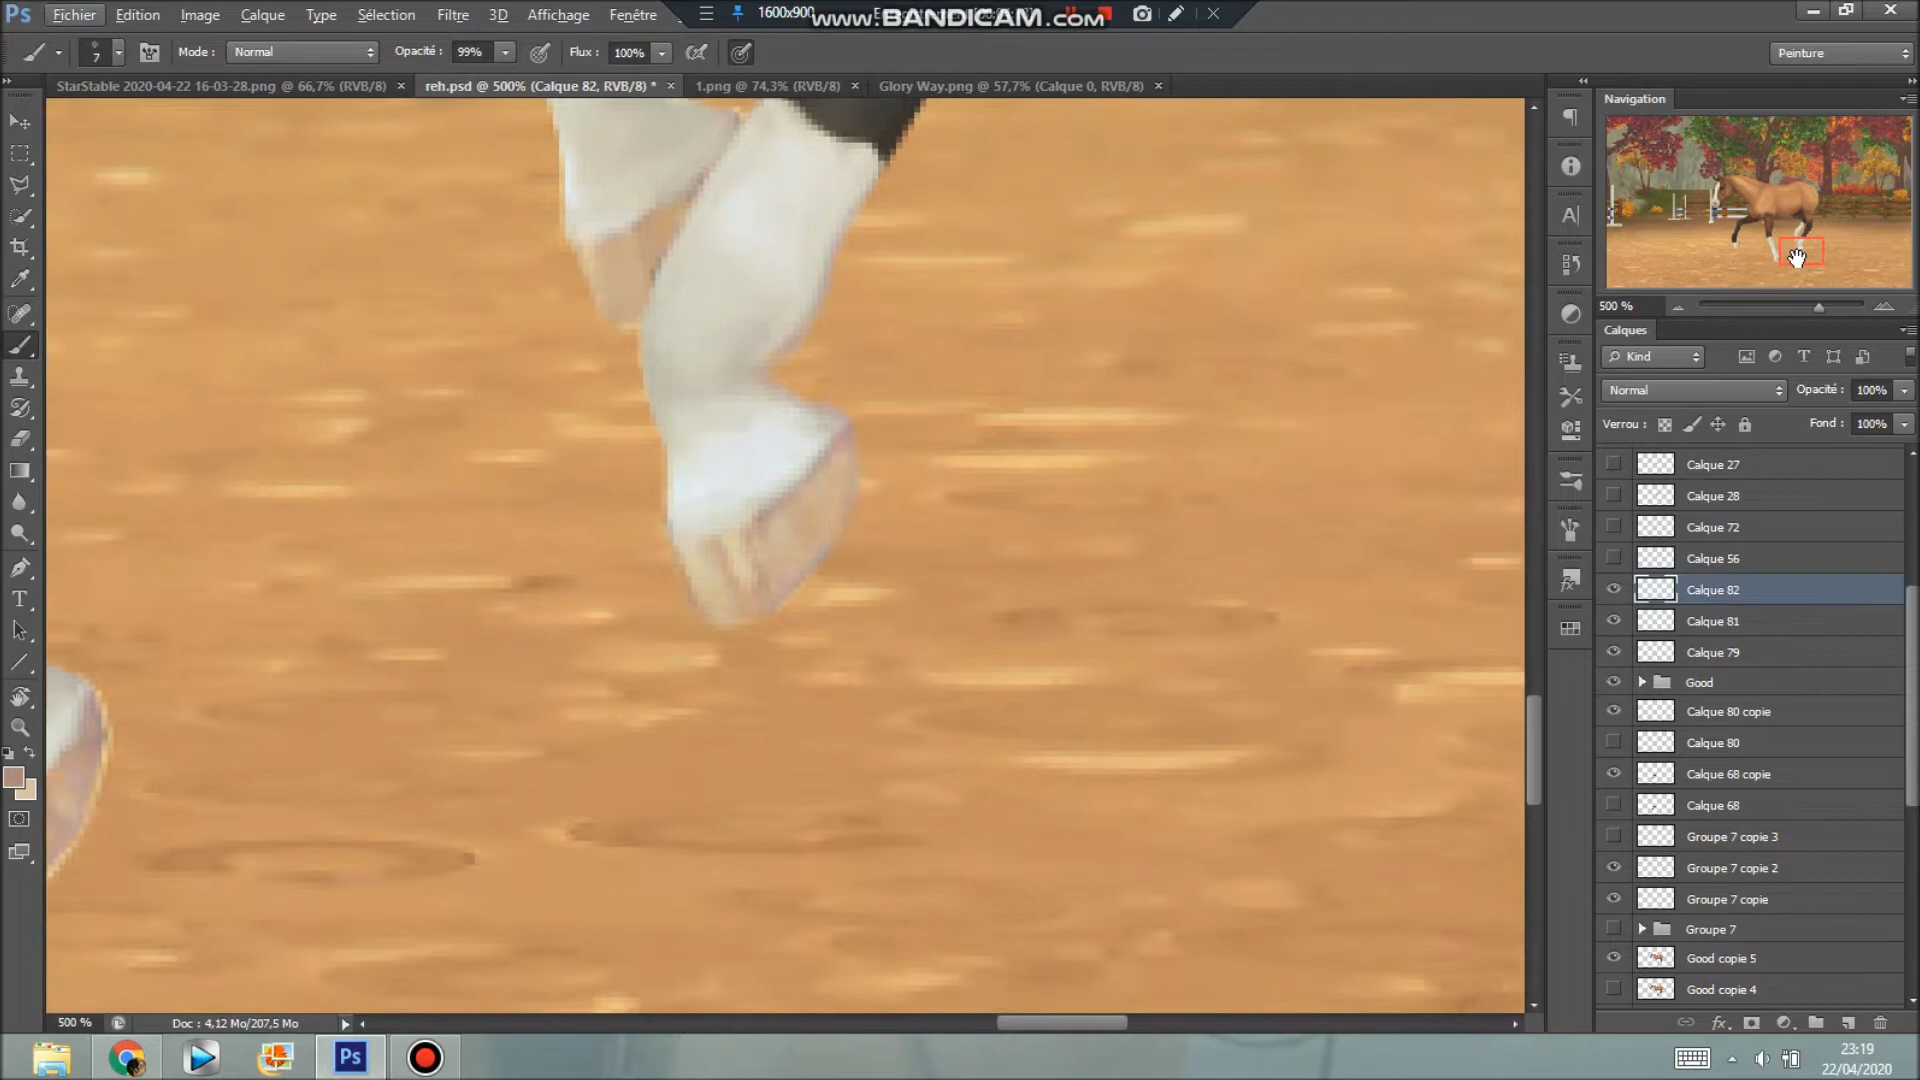 Ps Fichier Edition Image Calque Type Sélection Filtre 3D Affichage Fenêtre 1600x900
www.BANDICAM.com
7 Mode : Normal Opacité : 99% Flux : 100% Peinture
StarStable 2020-04-22 16-03-28.png @ 66,7% (RVB/8) reh.psd @ 500% (Calque 82, RVB/8) * 1.png @ 74,3% (RVB/8) Glory Way.png @ 57,7% (Calque 0, RVB/8)
Navigation
500 %
Calques
Kind
Normal Opacité : 100%
Verrou : Fond : 100%
Calque 27
Calque 28
Calque 72
Calque 56
Calque 82
Calque 81
Calque 79
Good
Calque 80 copie
Calque 80
Calque 68 copie
Calque 68
Groupe 7 copie 3
Groupe 7 copie 2
Groupe 7 copie
Groupe 7
Good copie 5
Good copie 4
500 % Doc : 4,12 Mo/207,5 Mo
Ps
23:19
22/04/2020